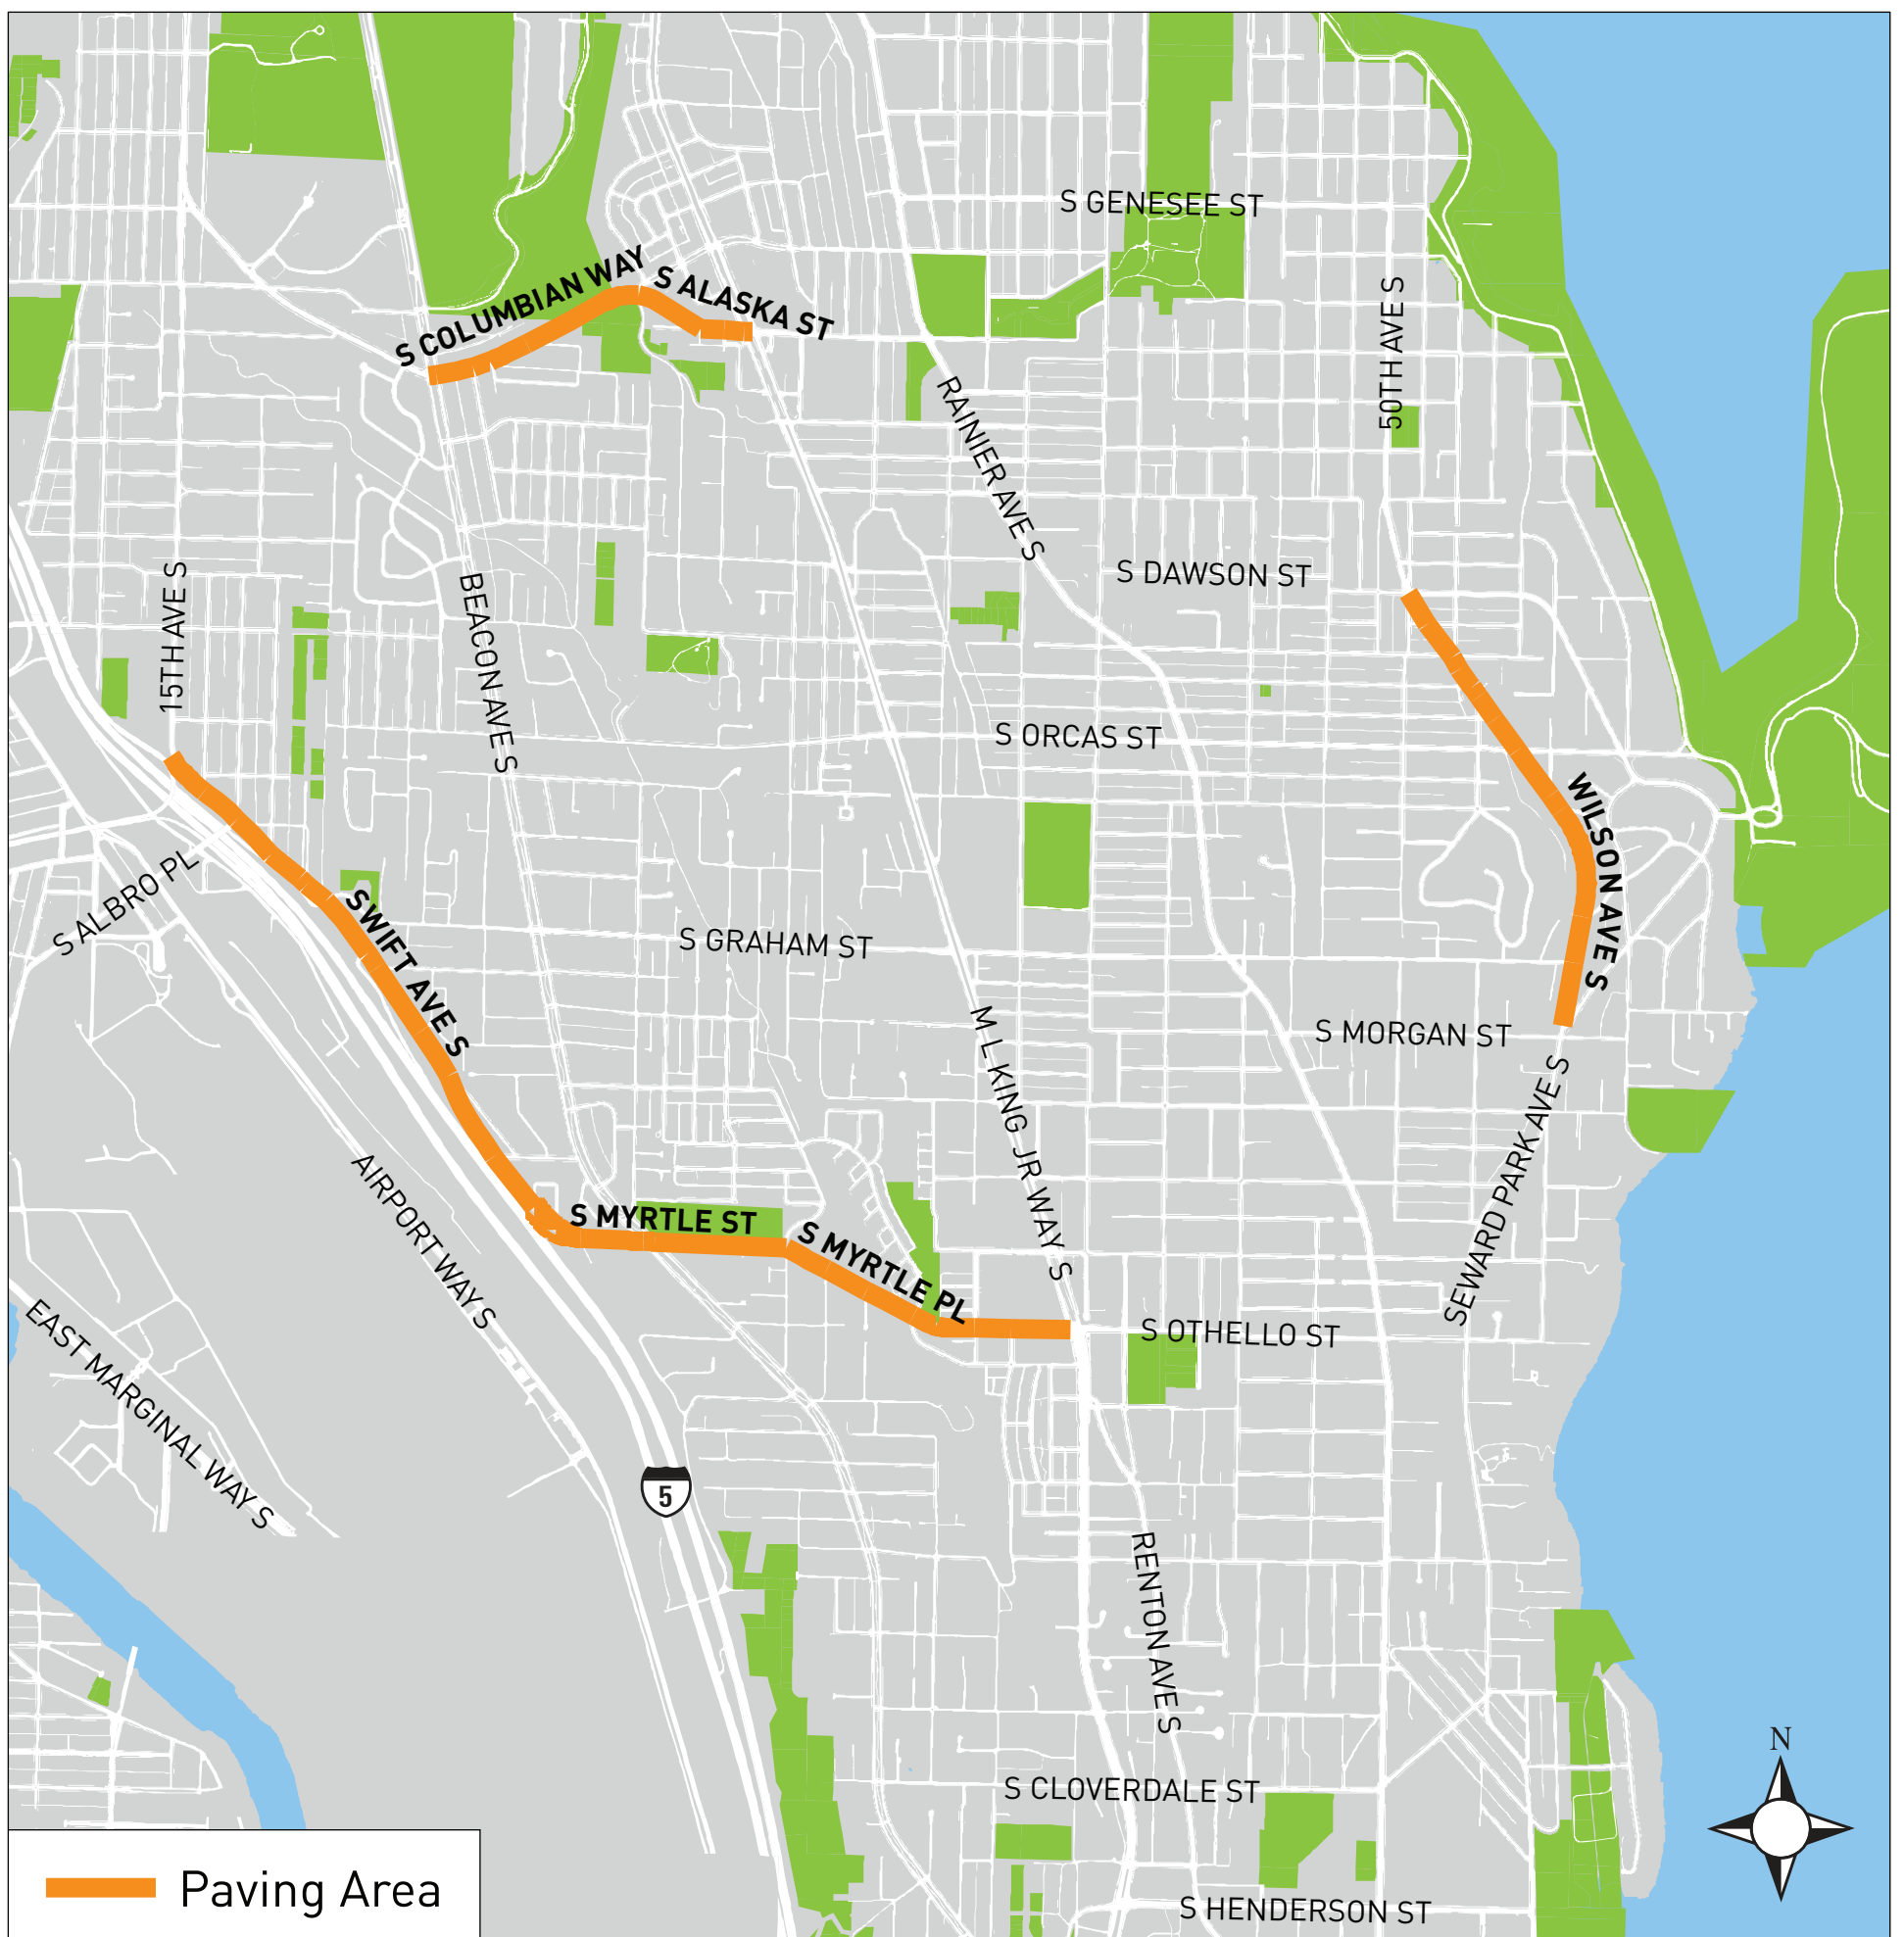 S GENESEE ST
S COLUMBIAN WAY
S ALASKA ST
50TH AVE S
RAINIER AVE S
S DAWSON ST
15TH AVE S
BEACON AVE S
S ORCAS ST
WILSON AVE S
S ALBRO PL
SWIFT AVE S
S GRAHAM ST
M L KING JR WAY S
S MORGAN ST
SEWARD PARK AVE S
AIRPORT WAY S
S MYRTLE ST
S MYRTLE PL
S OTHELLO ST
EAST MARGINAL WAY S
5
RENTON AVE S
N
S CLOVERDALE ST
Paving Area
S HENDERSON ST